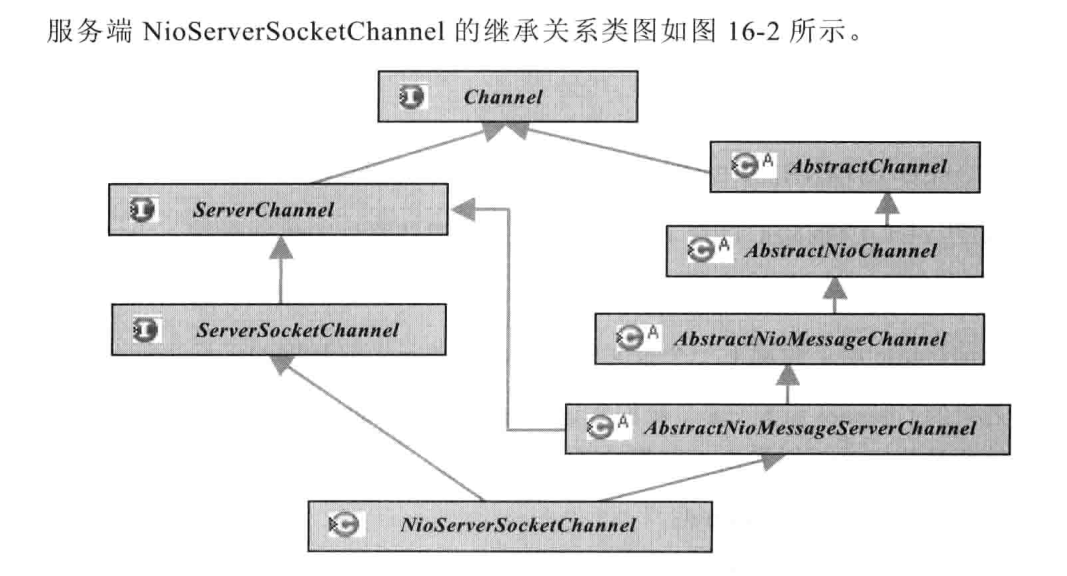 服务端 NioServerSocketChannel 的继承关系类图如图 16-2 所示。
I Channel
C A AbstractChannel
I ServerChannel
C A AbstractNioChannel
I ServerSocketChannel
C A AbstractNioMessageChannel
C A AbstractNioMessageServerChannel
C NioServerSocketChannel